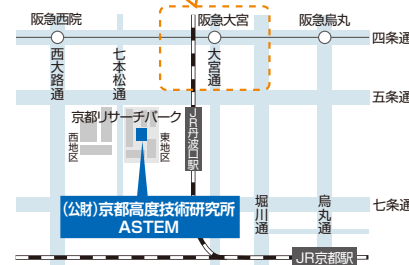 阪急西院
阪急大宮
阪急烏丸
四条通
西大路通
七本松通
大宮通
五条通
京都リサーチパーク
西地区
東地区
JR丹波口駅
(公財)京都高度技術研究所
ASTEM
堀川通
烏丸通
七条通
JR京都駅